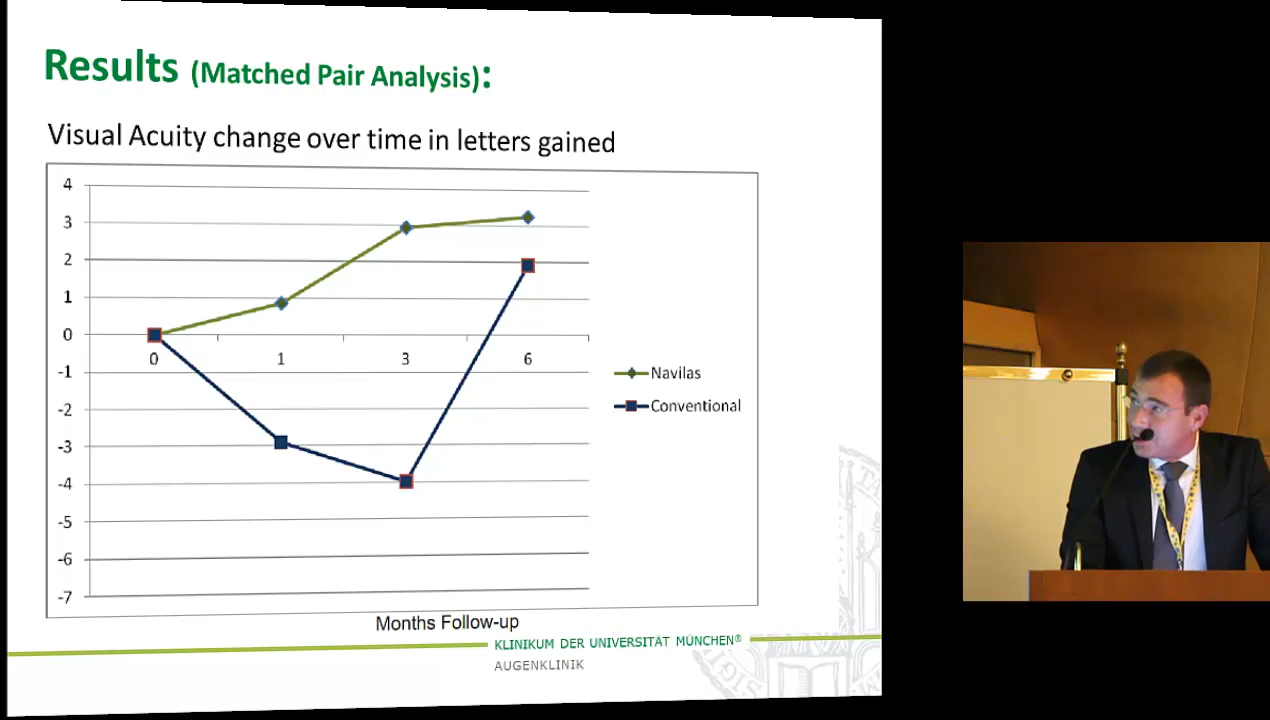 Results (Matched Pair Analysis):
Visual Acuity change over time in letters gained
4
3
2
1
0
-1
-2
-3
-4
-5
-6
-7
0 1 3 6
Navilas
Conventional
Months Follow-up
KLINIKUM DER UNIVERSITÄT MÜNCHEN®
AUGENKLINIK